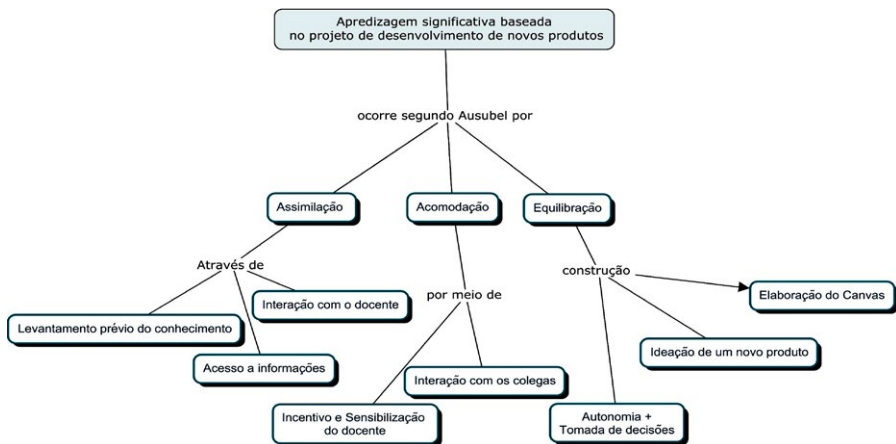 Apredizagem significativa baseada
no projeto de desenvolvimento de novos produtos
ocorre segundo Ausubel por
Assimilação
Acomodação
Equilibração
Através de
construção
por meio de
Interação com o docente
Elaboração do Canvas
Levantamento prévio do conhecimento
Ideação de um novo produto
Acesso a informações
Interação com os colegas
Incentivo e Sensibilização
do docente
Autonomia +
Tomada de decisões